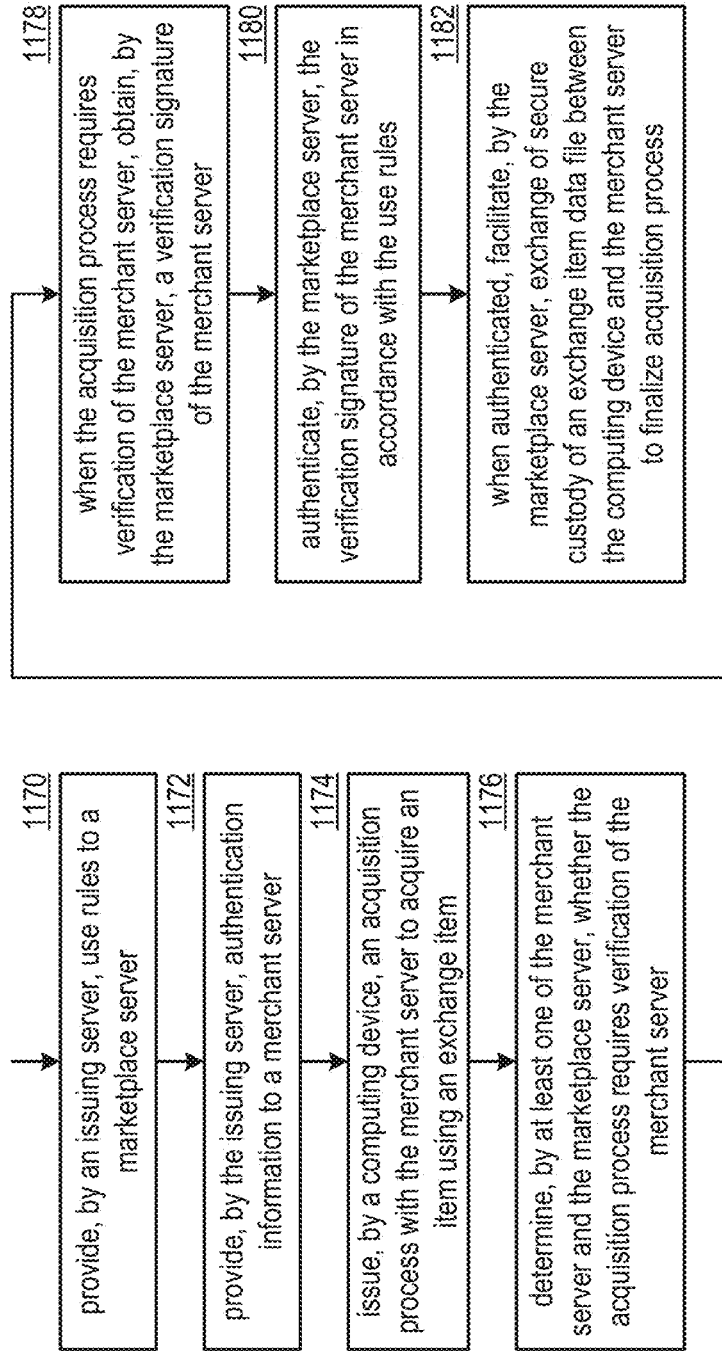 1170
provide, by an issuing server, use rules to a
marketplace server
1172
provide, by the issuing server, authentication
information to a merchant server
1174
issue, by a computing device, an acquisition
process with the merchant server to acquire an
item using an exchange item
1176
determine, by at least one of the merchant
server and the marketplace server, whether the
acquisition process requires verification of the
merchant server
1178
when the acquisition process requires
verification of the merchant server, obtain, by
the marketplace server, a verification signature
of the merchant server
1180
authenticate, by the marketplace server, the
verification signature of the merchant server in
accordance with the use rules
1182
when authenticated, facilitate, by the
marketplace server, exchange of secure
custody of an exchange item data file between
the computing device and the merchant server
to finalize acquisition process